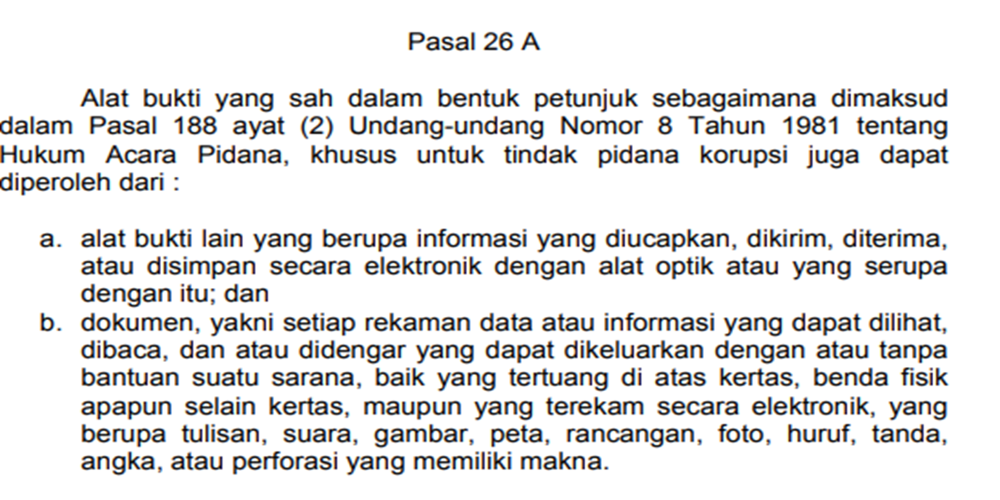 Pasal 26 A
Alat bukti yang sah dalam bentuk petunjuk sebagaimana dimaksud
dalam Pasal 188 ayat (2) Undang-undang Nomor 8 Tahun 1981 tentang
Hukum Acara Pidana, khusus untuk tindak pidana korupsi juga dapat
diperoleh dari :
a. alat bukti lain yang berupa informasi yang diucapkan, dikirim, diterima,
atau disimpan secara elektronik dengan alat optik atau yang serupa
dengan itu; dan
b. dokumen, yakni setiap rekaman data atau informasi yang dapat dilihat,
dibaca, dan atau didengar yang dapat dikeluarkan dengan atau tanpa
bantuan suatu sarana, baik yang tertuang di atas kertas, benda fisik
apapun selain kertas, maupun yang terekam secara elektronik, yang
berupa tulisan, suara, gambar, peta, rancangan, foto, huruf, tanda,
angka, atau perforasi yang memiliki makna.